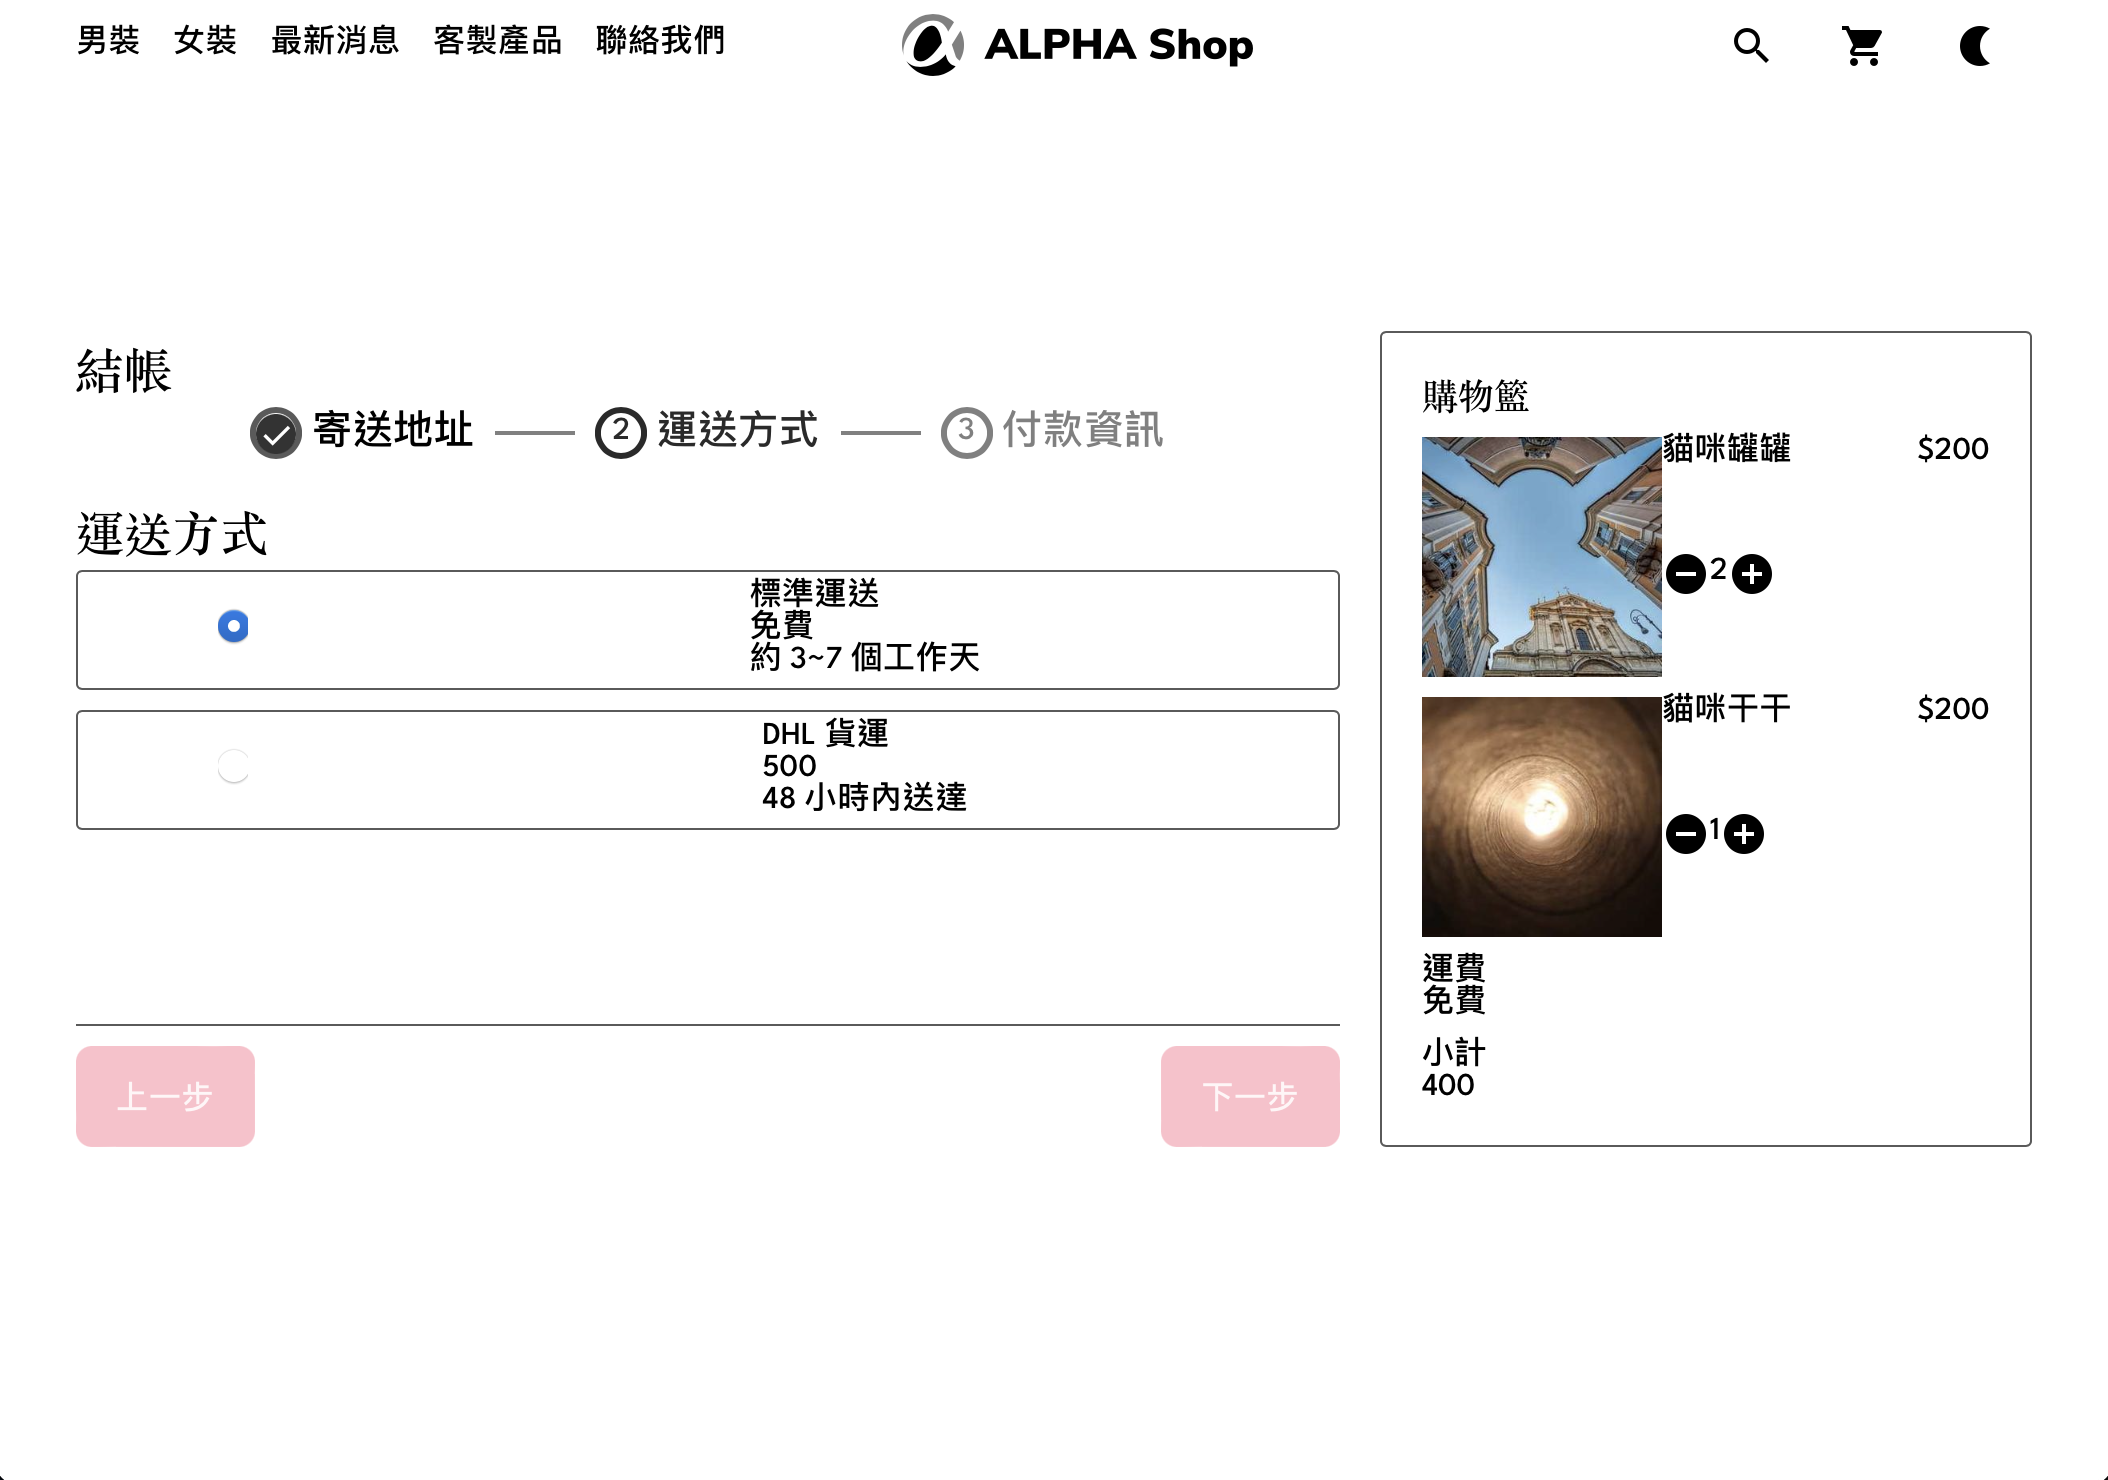 男裝 女裝 最新消息 客製產品 聯絡我們
ALPHA Shop
結帳
寄送地址
2 運送方式
3 付款資訊
運送方式
標準運送
免費
約 3~7 個工作天
DHL 貨運
500
48 小時內送達
上一步
下一步
購物籃
貓咪罐罐 $200
2
貓咪干干 $200
1
運費
免費
小計
400